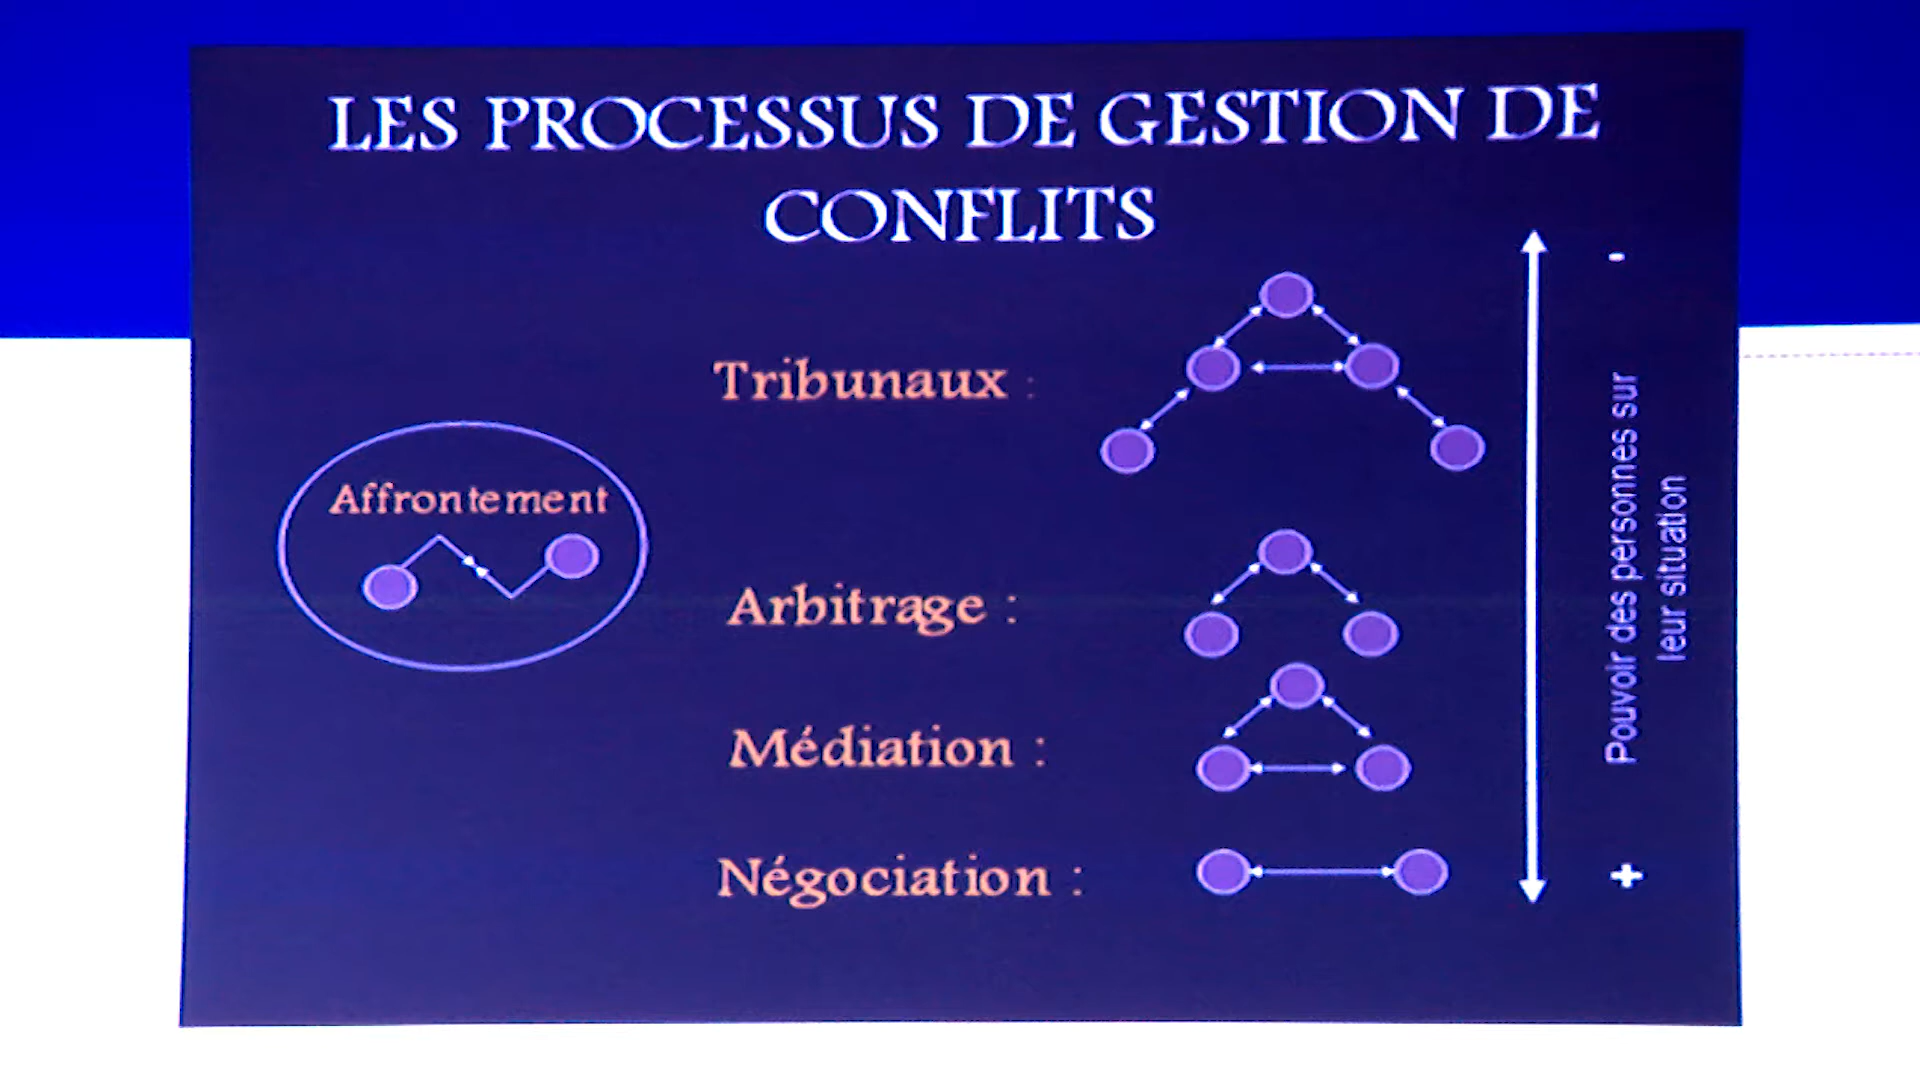 LES PROCESSUS DE GESTION DE
CONFLITS
-
Tribunaux :
Affrontement
Arbitrage :
Médiation :
Négociation :
+
Pouvoir des personnes sur
leur situation